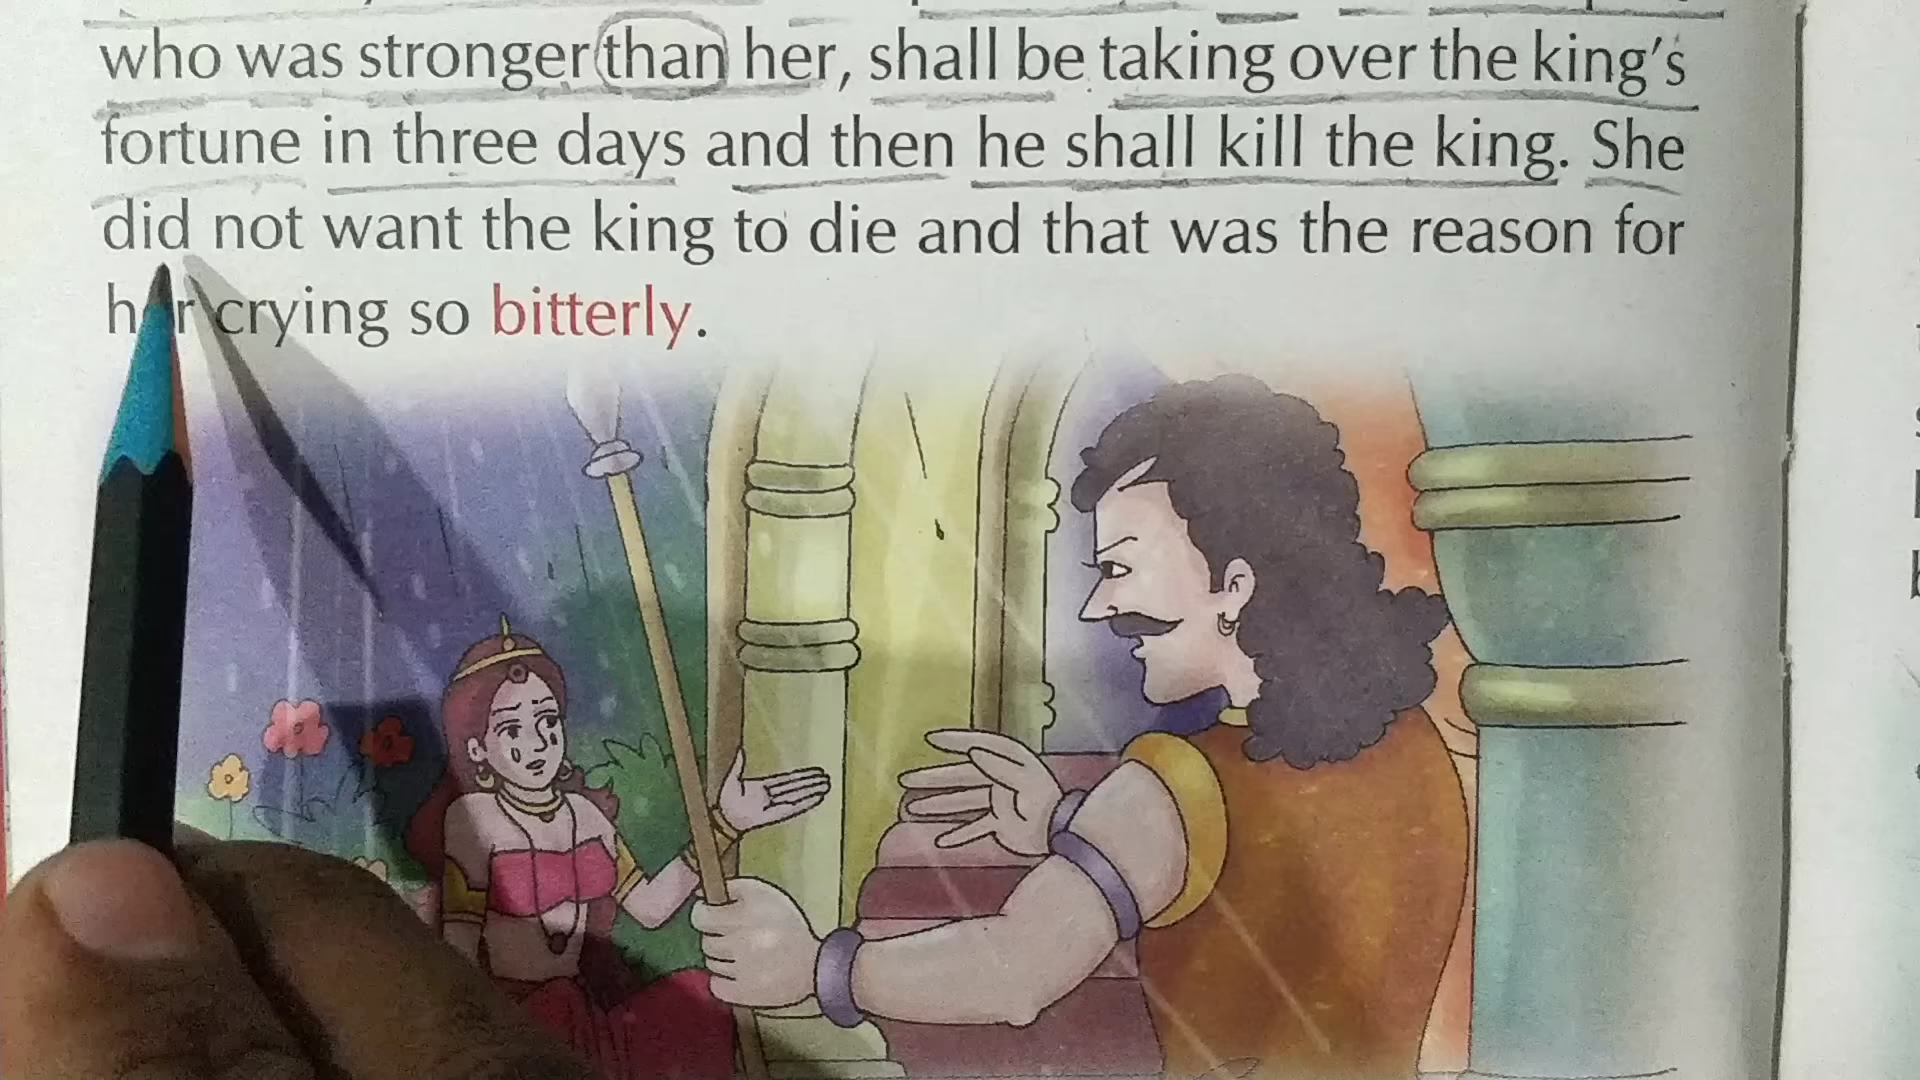 who was stronger than her, shall be taking over the king's
fortune in three days and then he shall kill the king. She
did not want the king to die and that was the reason for
her crying so bitterly.